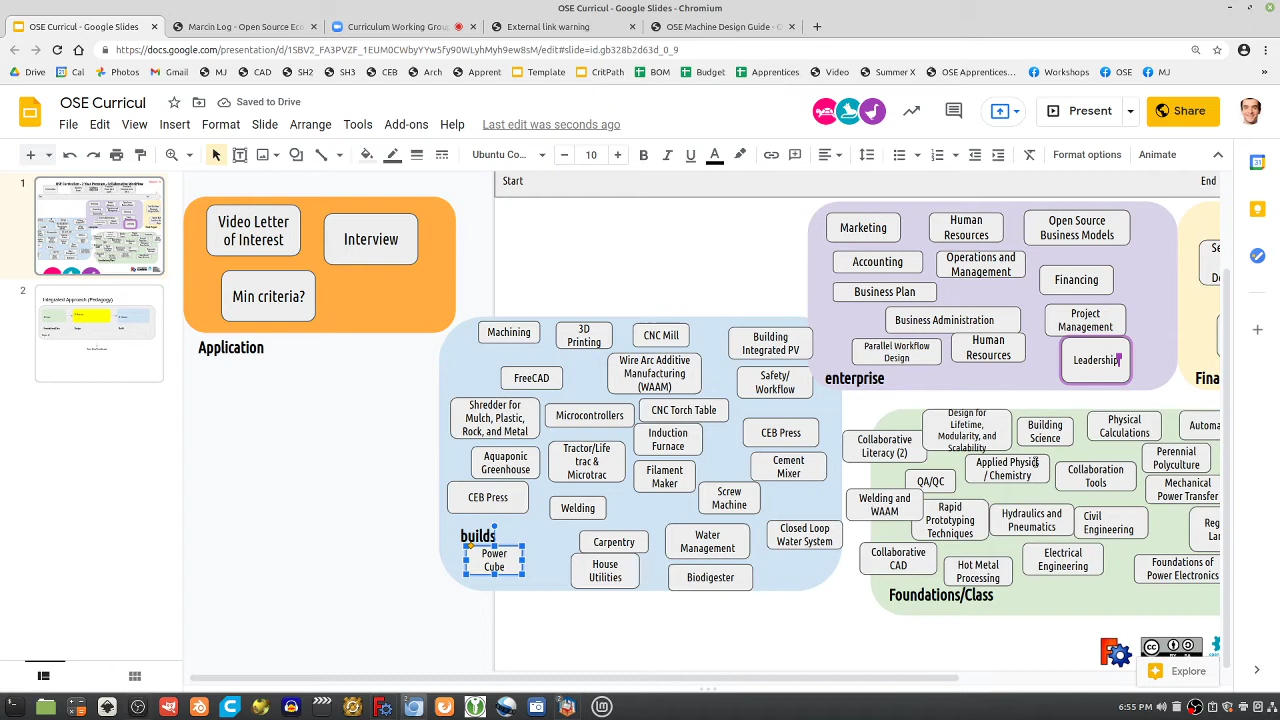 OSE Curricul - Google Slides - Chromium
OSE Curricul - Google Slides
Marcin Log - Open Source Eco
Curriculum Working Grou
External link warning
OSE Machine Design Guide - O
https://docs.google.com/presentation/d/1SBV2_FA3PVZF_1EUM0CWbyYYw5fy90WLyhMyh9ew8sM/edit#slide=id.gb328b2d63d_0_9
Drive
Cal
Photos
Gmail
MJ
CAD
SH2
SH3
CEB
Arch
Apprent
Template
CritPath
BOM
Budget
Apprentices
Video
Summer X
OSE Apprentices...
Workshops
OSE
MJ
OSE Curricul
Saved to Drive
File Edit View Insert Format Slide Arrange Tools Add-ons Help
Last edit was seconds ago
Present
Share
Ubuntu Co...
10
Format options
Animate
1
2
Integrated Approach (Pedagogy)
Video Letter
of Interest
Interview
Min criteria?
Application
Start
End
Machining
3D
Printing
CNC Mill
Building
Integrated PV
FreeCAD
Wire Arc Additive
Manufacturing
(WAAM)
Safety/
Workflow
Shredder for
Mulch, Plastic,
Rock, and Metal
Microcontrollers
CNC Torch Table
Induction
Furnace
CEB Press
Aquaponic
Greenhouse
Tractor/Life
trac &
Microtrac
Filament
Maker
Cement
Mixer
CEB Press
Welding
Screw
Machine
builds
Power
Cube
Carpentry
Water
Management
Closed Loop
Water System
House
Utilities
Biodigester
Marketing
Human
Resources
Open Source
Business Models
Accounting
Operations and
Management
Financing
Business Plan
Business Administration
Project
Management
Parallel Workflow
Design
Human
Resources
Leadership
enterprise
Fina
Collaborative
Literacy (2)
Design for
Lifetime,
Modularity, and
Scalability
Building
Science
Physical
Calculations
Automa
Applied Physics
/ Chemistry
QA/QC
Collaboration
Tools
Perennial
Polyculture
Mechanical
Power Transfer
Welding and
WAAM
Rapid
Prototyping
Techniques
Hydraulics and
Pneumatics
Civil
Engineering
Collaborative
CAD
Hot Metal
Processing
Electrical
Engineering
Foundations of
Power Electronics
Foundations/Class
Explore
6:55 PM